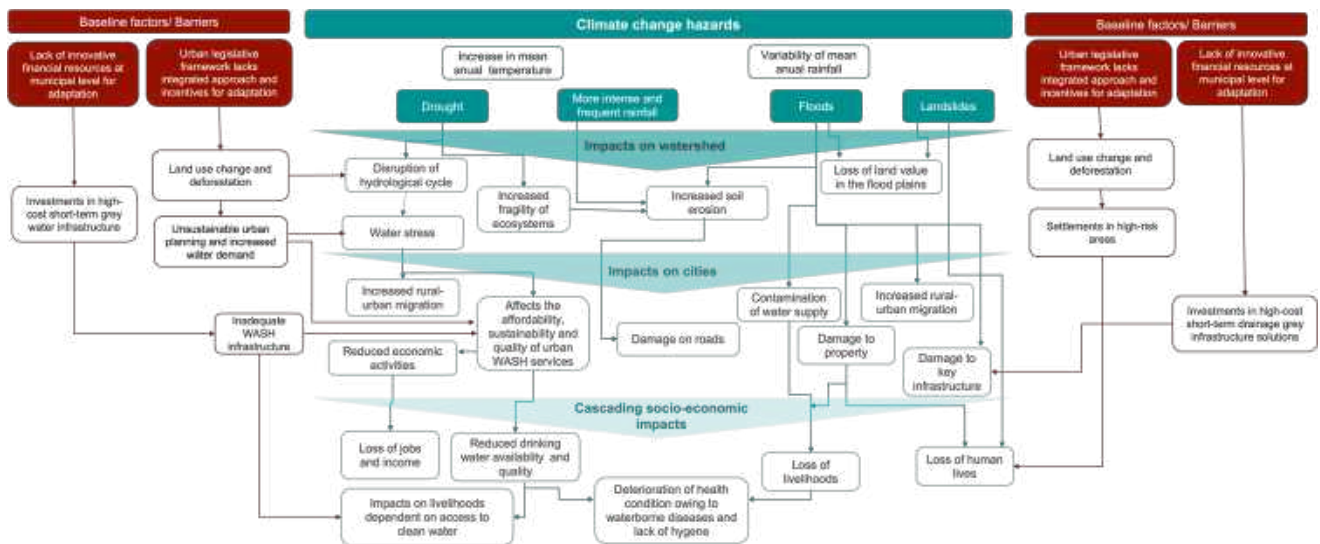 Baseline factors/ Barriers
Climate change hazards
Baseline factors/ Barriers
Lack of innovative
financial resources at
municipal level for
adaptation
Urban legislative
framework lacks
integrated approach and
incentives for adaptation
Increase in mean
anual temperature
Variability of mean
anual rainfall
Urban legislative
framework lacks
integrated approach and
incentives for adaptation
Lack of innovative
financial resources at
municipal level for
adaptation
Drought
More intense and
frequent rainfall
Floods
Landslides
Impacts on watershed
Land use change and
deforestation
Disruption of
hydrological cycle
Loss of land value
in the flood plains
Land use change and
deforestation
Investments in high-
cost short-term grey
water infrastructure
Increased
fragility of
ecosystems
Increased soil
erosion
Unsustainable urban
planning and increased
water demand
Water stress
Settlements in high-risk
areas
Impacts on cities
Increased rural-
urban migration
Affects the
affordability,
sustainability and
quality of urban
WASH services
Contamination
of water supply
Increased rural-
urban migration
Inadequate
WASH
infrastructure
Damage on roads
Damage to
property
Investments in high-cost
short-term drainage grey
infrastructure solutions
Reduced economic
activities
Damage to
key
infrastructure
Cascading socio-economic
impacts
Loss of jobs
and income
Reduced drinking
water availability and
quality
Loss of
livelihoods
Loss of human
lives
Impacts on livelihoods
dependent on access to
clean water
Deterioration of health
condition owing to
waterborne diseases and
lack of hygene